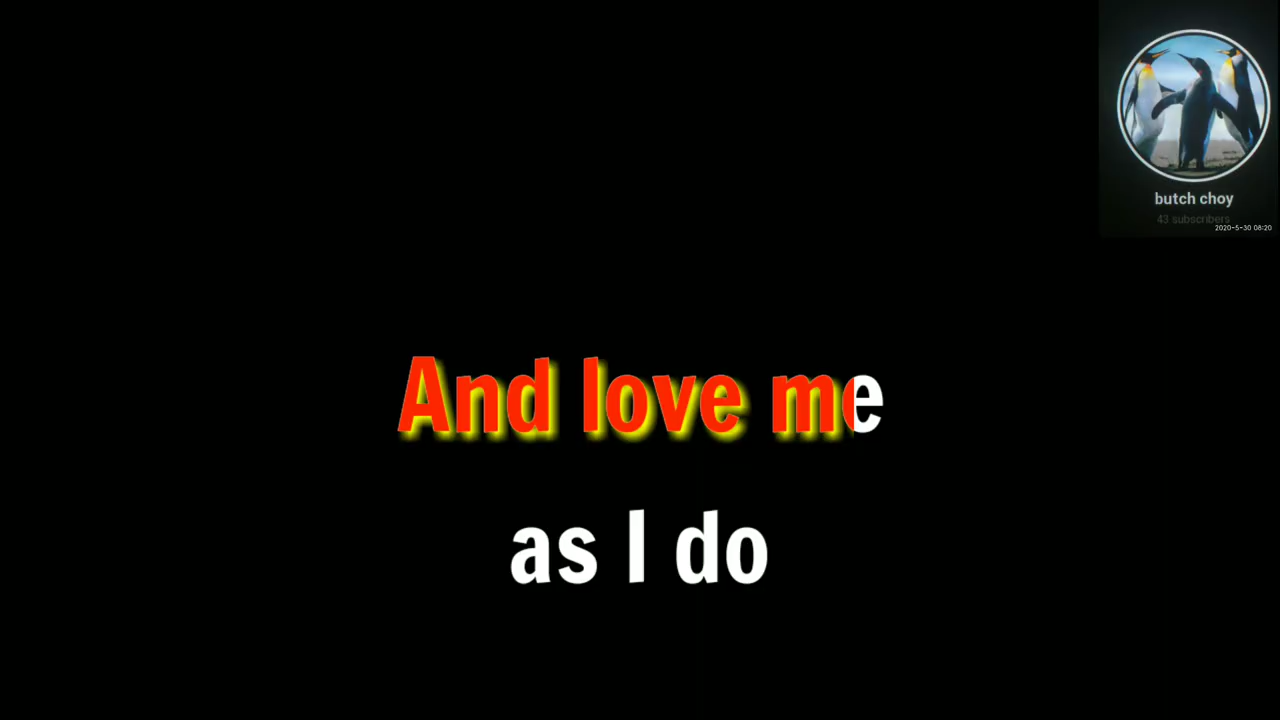 butch choy
43 subscribers
2020-5-30 08:20
And love me
as I do